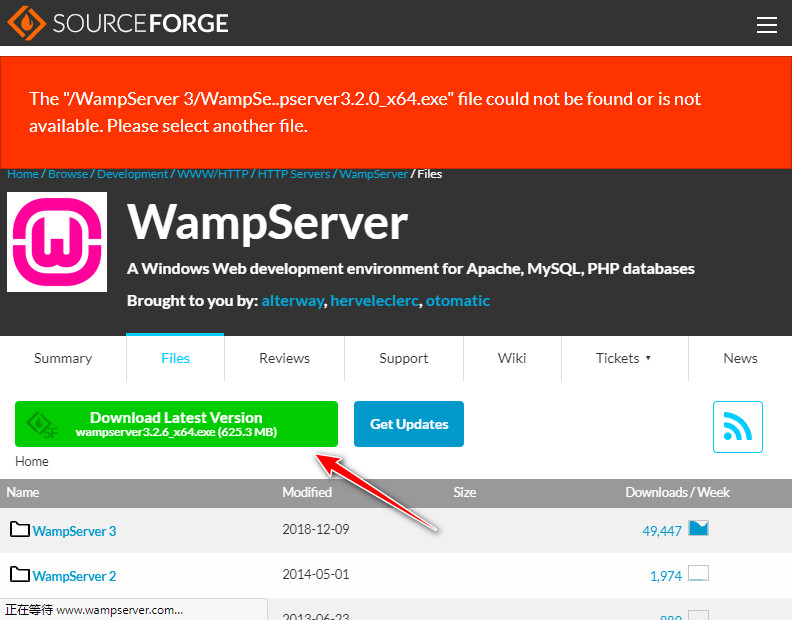 SOURCEFORGE
The "/WampServer 3/WampSe..pserver3.2.0_x64.exe" file could not be found or is not
available. Please select another file.
Home / Browse / Development / WWW/HTTP / HTTP Servers / WampServer / Files
WampServer
A Windows Web development environment for Apache, MySQL, PHP databases
Brought to you by: alterway, herveleclerc, otomatic
Summary Files Reviews Support Wiki Tickets ▼ News
Download Latest Version
wampserver3.2.6_x64.exe (625.3 MB)
Get Updates
SF
Home
Name Modified Size Downloads / Week
WampServer 3 2018-12-09 49,447
WampServer 2 2014-05-01 1,974
正在等待 www.wampserver.com...